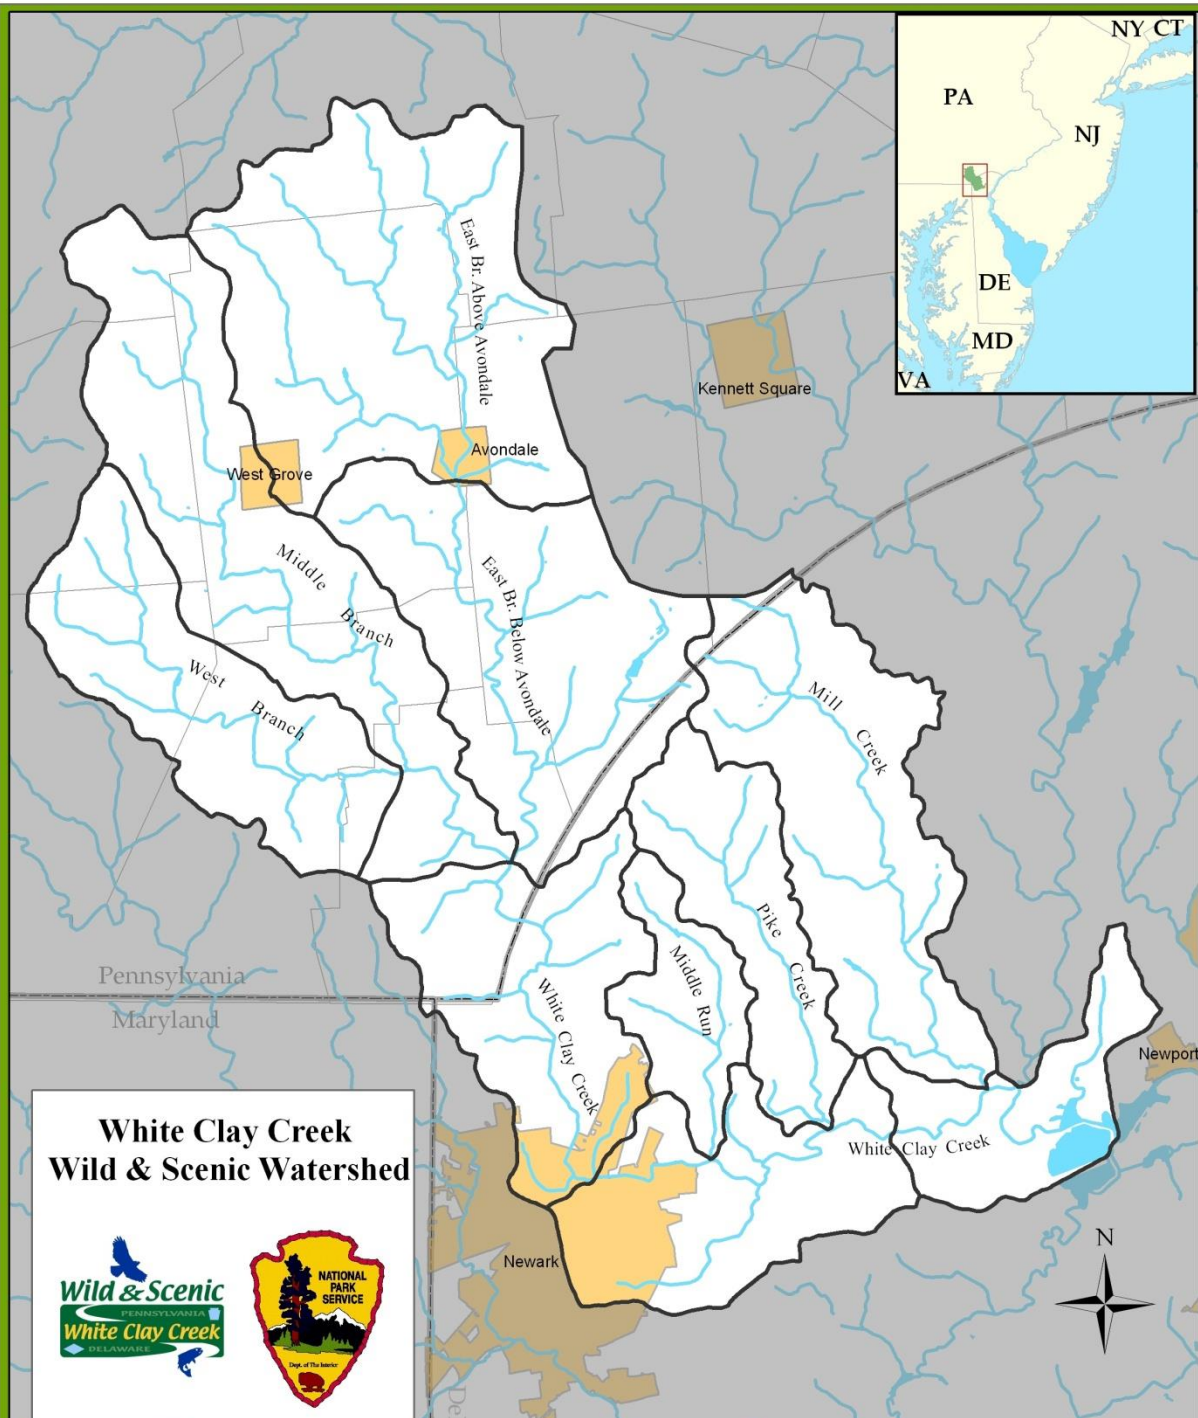 NY CT
PA
NJ
DE
MD
VA
East Br. Above Avondale
Kennett Square
Avondale
West Grove
Middle Branch
East Br. Below Avondale
West Branch
Mill Creek
Pike Creek
Middle Run
Pennsylvania
Maryland
White Clay Creek
Newport
White Clay Creek
Newark
White Clay Creek
Wild & Scenic Watershed
Wild & Scenic
PENNSYLVANIA
White Clay Creek
DELAWARE
NATIONAL
PARK
SERVICE
Dept. of The Interior
N